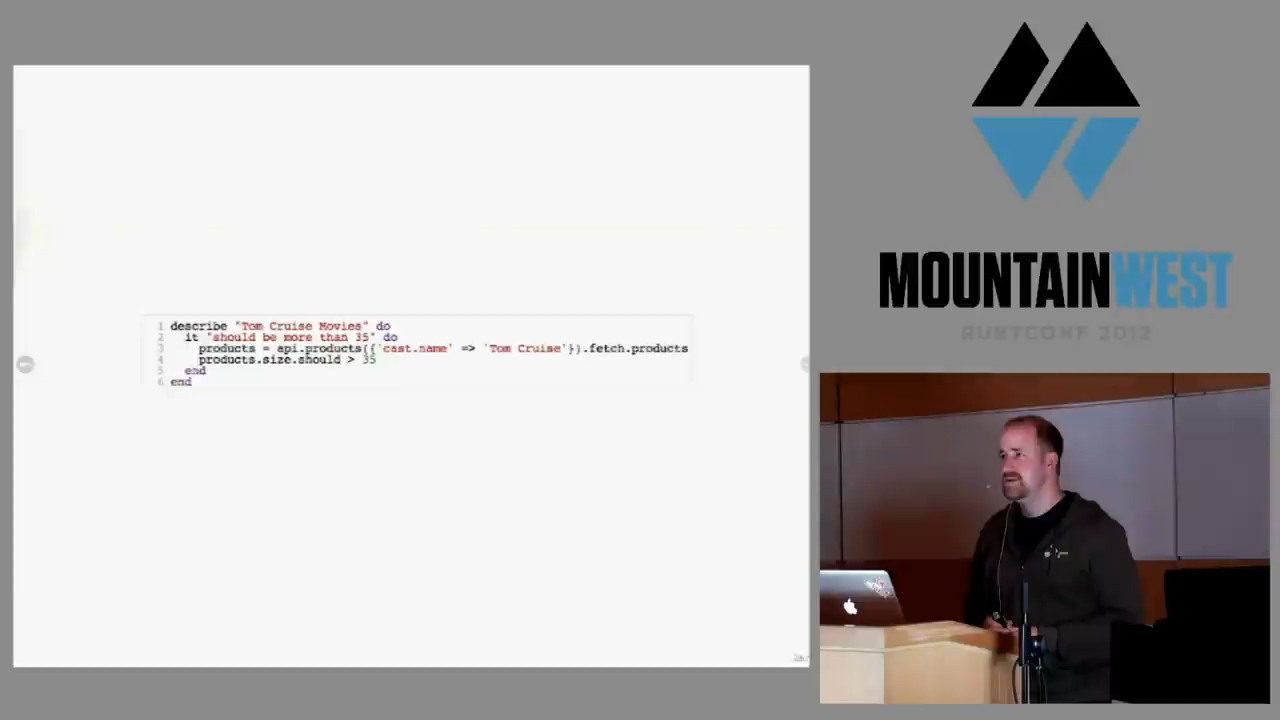 1 describe "Tom Cruise Movies" do
2 it "should be more than 35" do
3 products = api.products({'cast.name' => 'Tom Cruise'}).fetch.products
4 products.size.should > 35
5 end
6 end
MOUNTAINWEST
RUBYCONF 2012